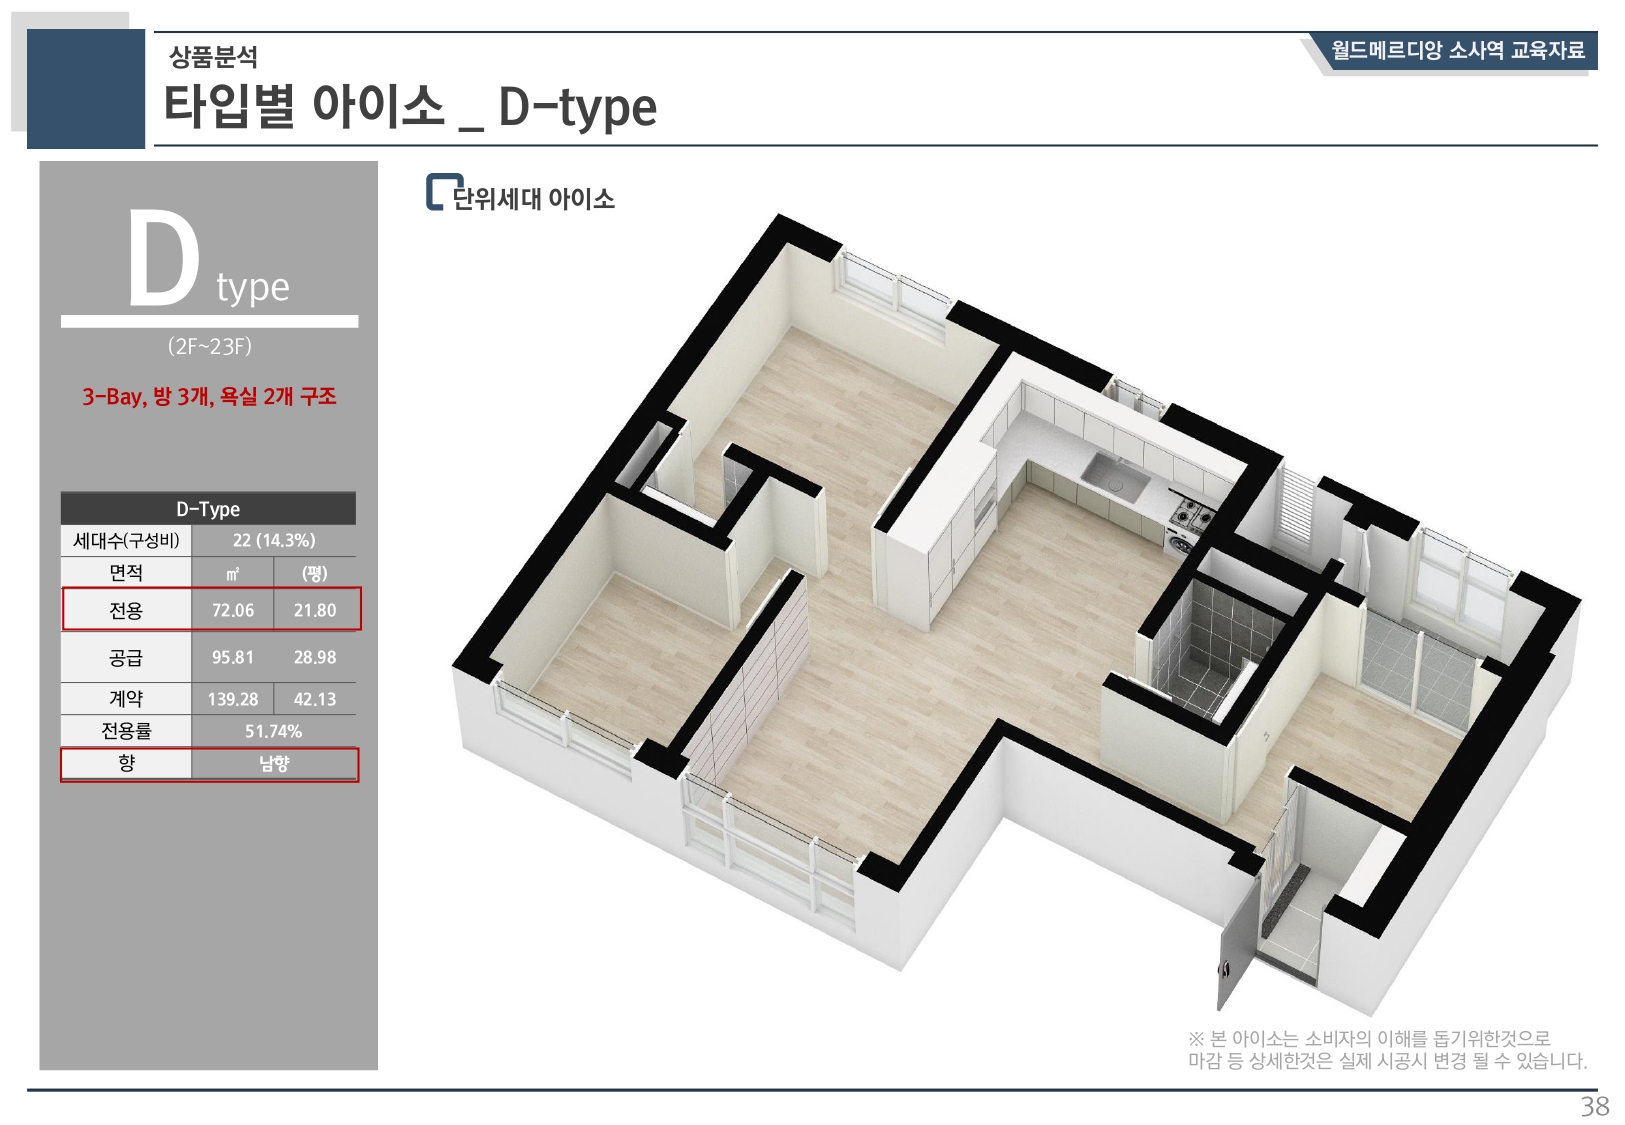 상품분석
월드메르디앙 소사역 교육자료
타입별 아이소 _ D-type
D type
(2F~23F)
3-Bay, 방 3개, 욕실 2개 구조
D-Type
세대수(구성비) 22 (14.3%)
면적 ㎡ (평)
전용 72.06 21.80
공급 95.81 28.98
계약 139.28 42.13
전용률 51.74%
향 남향
단위세대 아이소
※ 본 아이소는 소비자의 이해를 돕기위한것으로
마감 등 상세한것은 실제 시공시 변경 될 수 있습니다.
38